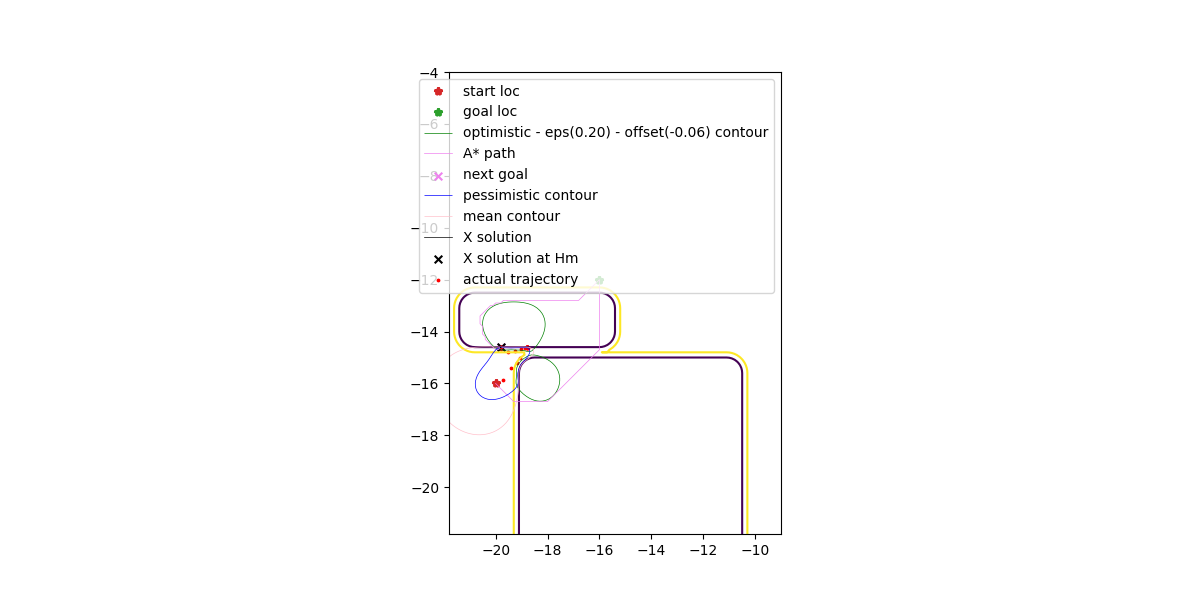 −4
−6
−8
−10
−12
−14
−16
−18
−20
start loc
goal loc
optimistic - eps(0.20) - offset(-0.06) contour
A* path
next goal
pessimistic contour
mean contour
X solution
X solution at Hm
actual trajectory
−20 −18 −16 −14 −12 −10